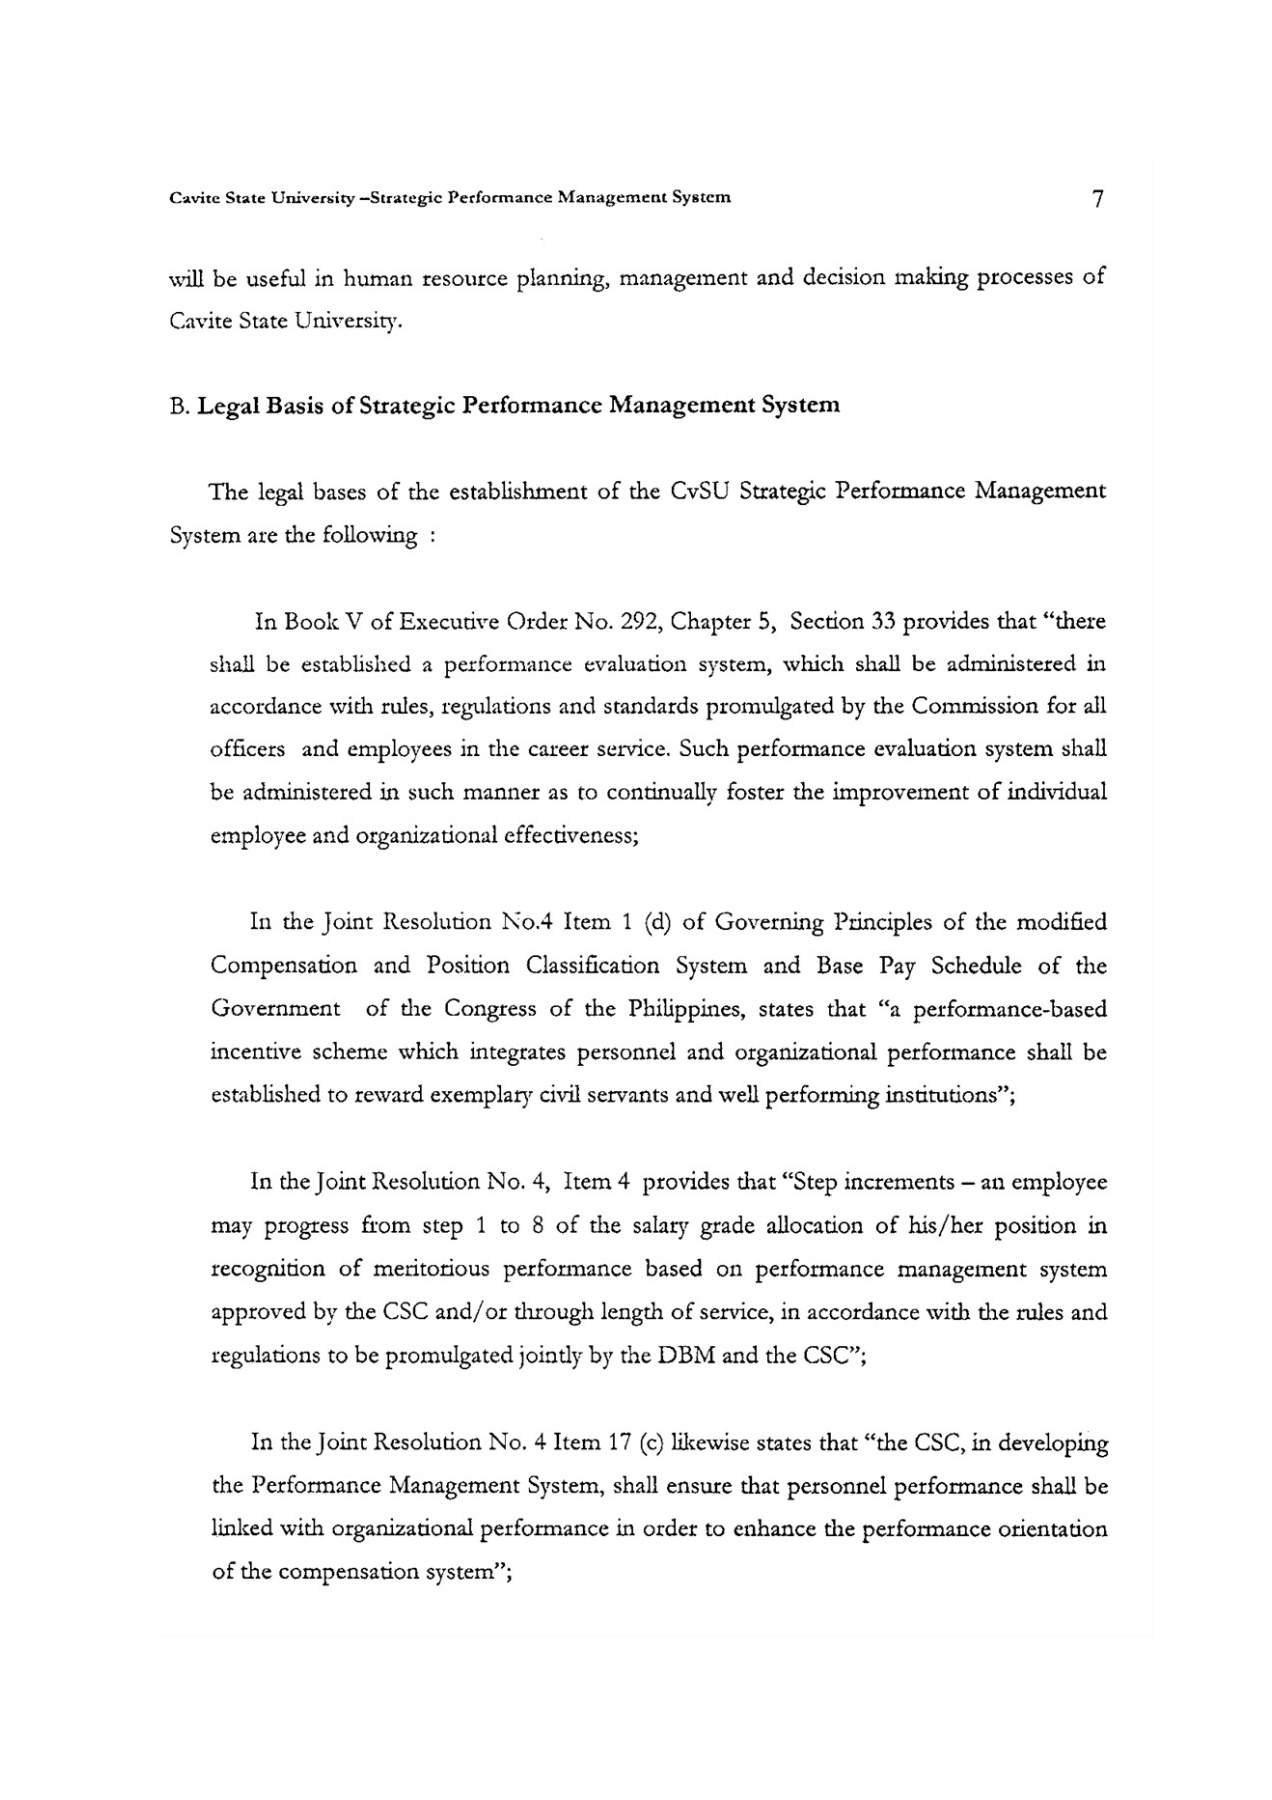 Cavite State University –Strategic Performance Management System 7
will be useful in human resource planning, management and decision making processes of
Cavite State University.
B. Legal Basis of Strategic Performance Management System
The legal bases of the establishment of the CvSU Strategic Performance Management
System are the following :
In Book V of Executive Order No. 292, Chapter 5, Section 33 provides that “there
shall be established a performance evaluation system, which shall be administered in
accordance with rules, regulations and standards promulgated by the Commission for all
officers and employees in the career service. Such performance evaluation system shall
be administered in such manner as to continually foster the improvement of individual
employee and organizational effectiveness;
In the Joint Resolution No.4 Item 1 (d) of Governing Principles of the modified
Compensation and Position Classification System and Base Pay Schedule of the
Government of the Congress of the Philippines, states that “a performance-based
incentive scheme which integrates personnel and organizational performance shall be
established to reward exemplary civil servants and well performing institutions”;
In the Joint Resolution No. 4, Item 4 provides that “Step increments – an employee
may progress from step 1 to 8 of the salary grade allocation of his/her position in
recognition of meritorious performance based on performance management system
approved by the CSC and/or through length of service, in accordance with the rules and
regulations to be promulgated jointly by the DBM and the CSC”;
In the Joint Resolution No. 4 Item 17 (c) likewise states that “the CSC, in developing
the Performance Management System, shall ensure that personnel performance shall be
linked with organizational performance in order to enhance the performance orientation
of the compensation system”;